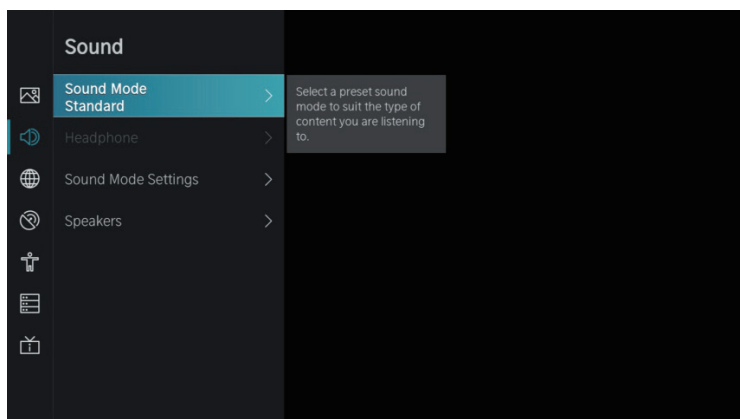 Sound
Sound Mode
Standard
Headphone
Sound Mode Settings
Speakers
Select a preset sound
mode to suit the type of
content you are listening
to.